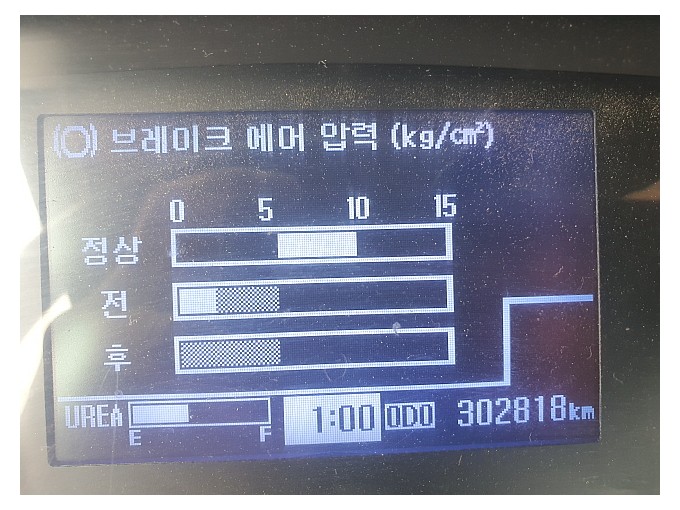 (O) 브레이크 에어 압력 (kg/cm²)
0 5 10 15
정상
전
후
UREA E F 1:00 ODO 302818km